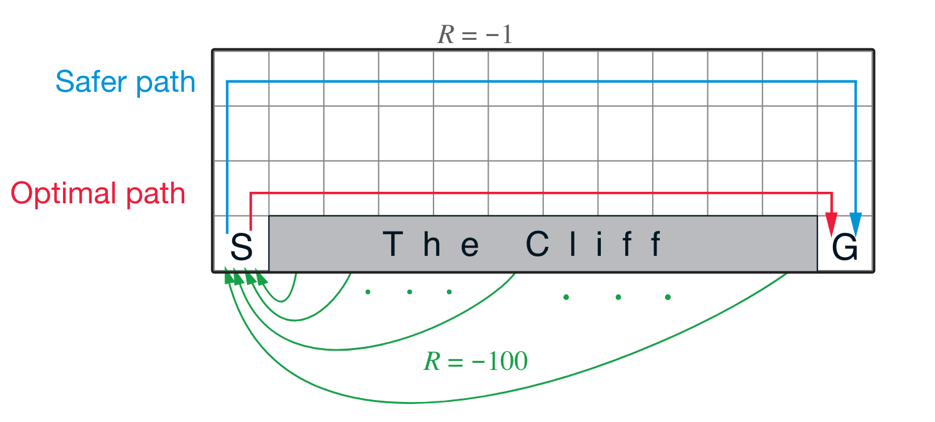 R = −1
Safer path
Optimal path
S
The Cliff
G
R = −100